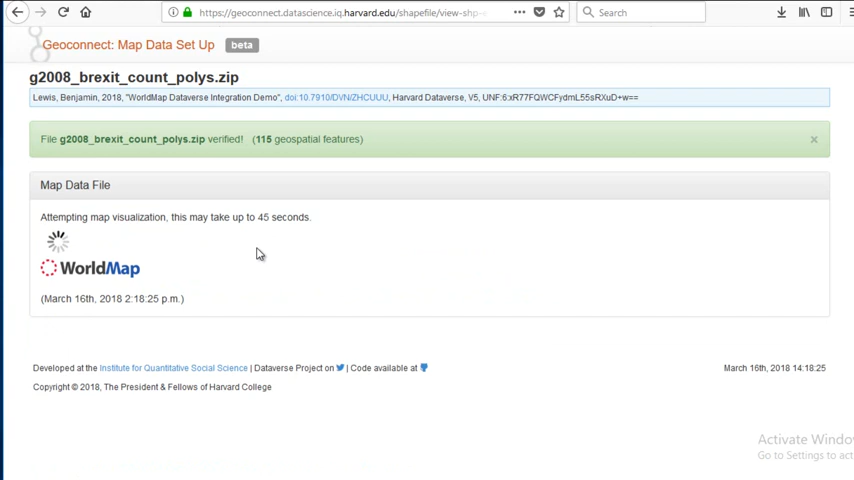 https://geoconnect.datascience.iq.harvard.edu/shapefile/view-shp-
Search
Geoconnect: Map Data Set Up beta
g2008_brexit_count_polys.zip
Lewis, Benjamin, 2018, "WorldMap Dataverse Integration Demo", doi:10.7910/DVN/ZHCUUU, Harvard Dataverse, V5, UNF:6:xR77FQWCFydmL55sRXuD+w==
File g2008_brexit_count_polys.zip verified! (115 geospatial features) ×
Map Data File
Attempting map visualization, this may take up to 45 seconds.
WorldMap
(March 16th, 2018 2:18:25 p.m.)
Developed at the Institute for Quantitative Social Science | Dataverse Project on | Code available at
March 16th, 2018 14:18:25
Copyright © 2018, The President & Fellows of Harvard College
Activate Windo
Go to Settings to act